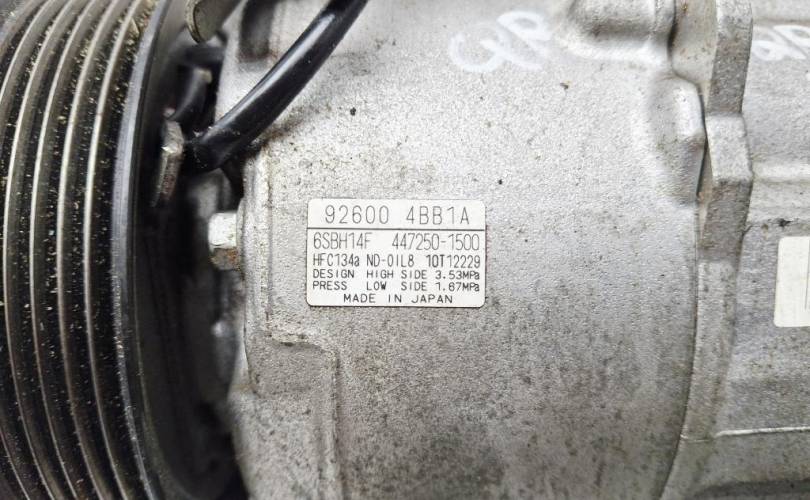 92600 4BB1A
6SBH14F 447250-1500
HFC134a ND-OIL8 10T12229
DESIGN HIGH SIDE 3.53MPa
PRESS LOW SIDE 1.67MPa
MADE IN JAPAN